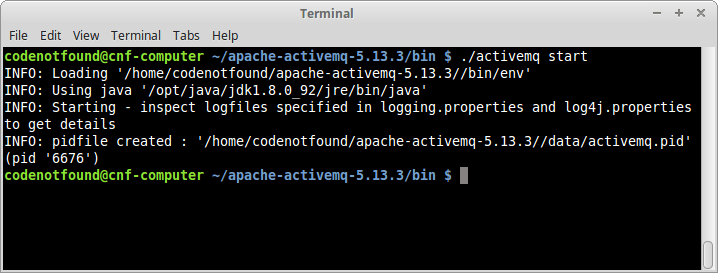 Terminal
File Edit View Terminal Tabs Help
codenotfound@cnf-computer ~/apache-activemq-5.13.3/bin $ ./activemq start
INFO: Loading '/home/codenotfound/apache-activemq-5.13.3//bin/env'
INFO: Using java '/opt/java/jdk1.8.0_92/jre/bin/java'
INFO: Starting - inspect logfiles specified in logging.properties and log4j.properties
to get details
INFO: pidfile created : '/home/codenotfound/apache-activemq-5.13.3//data/activemq.pid'
(pid '6676')
codenotfound@cnf-computer ~/apache-activemq-5.13.3/bin $